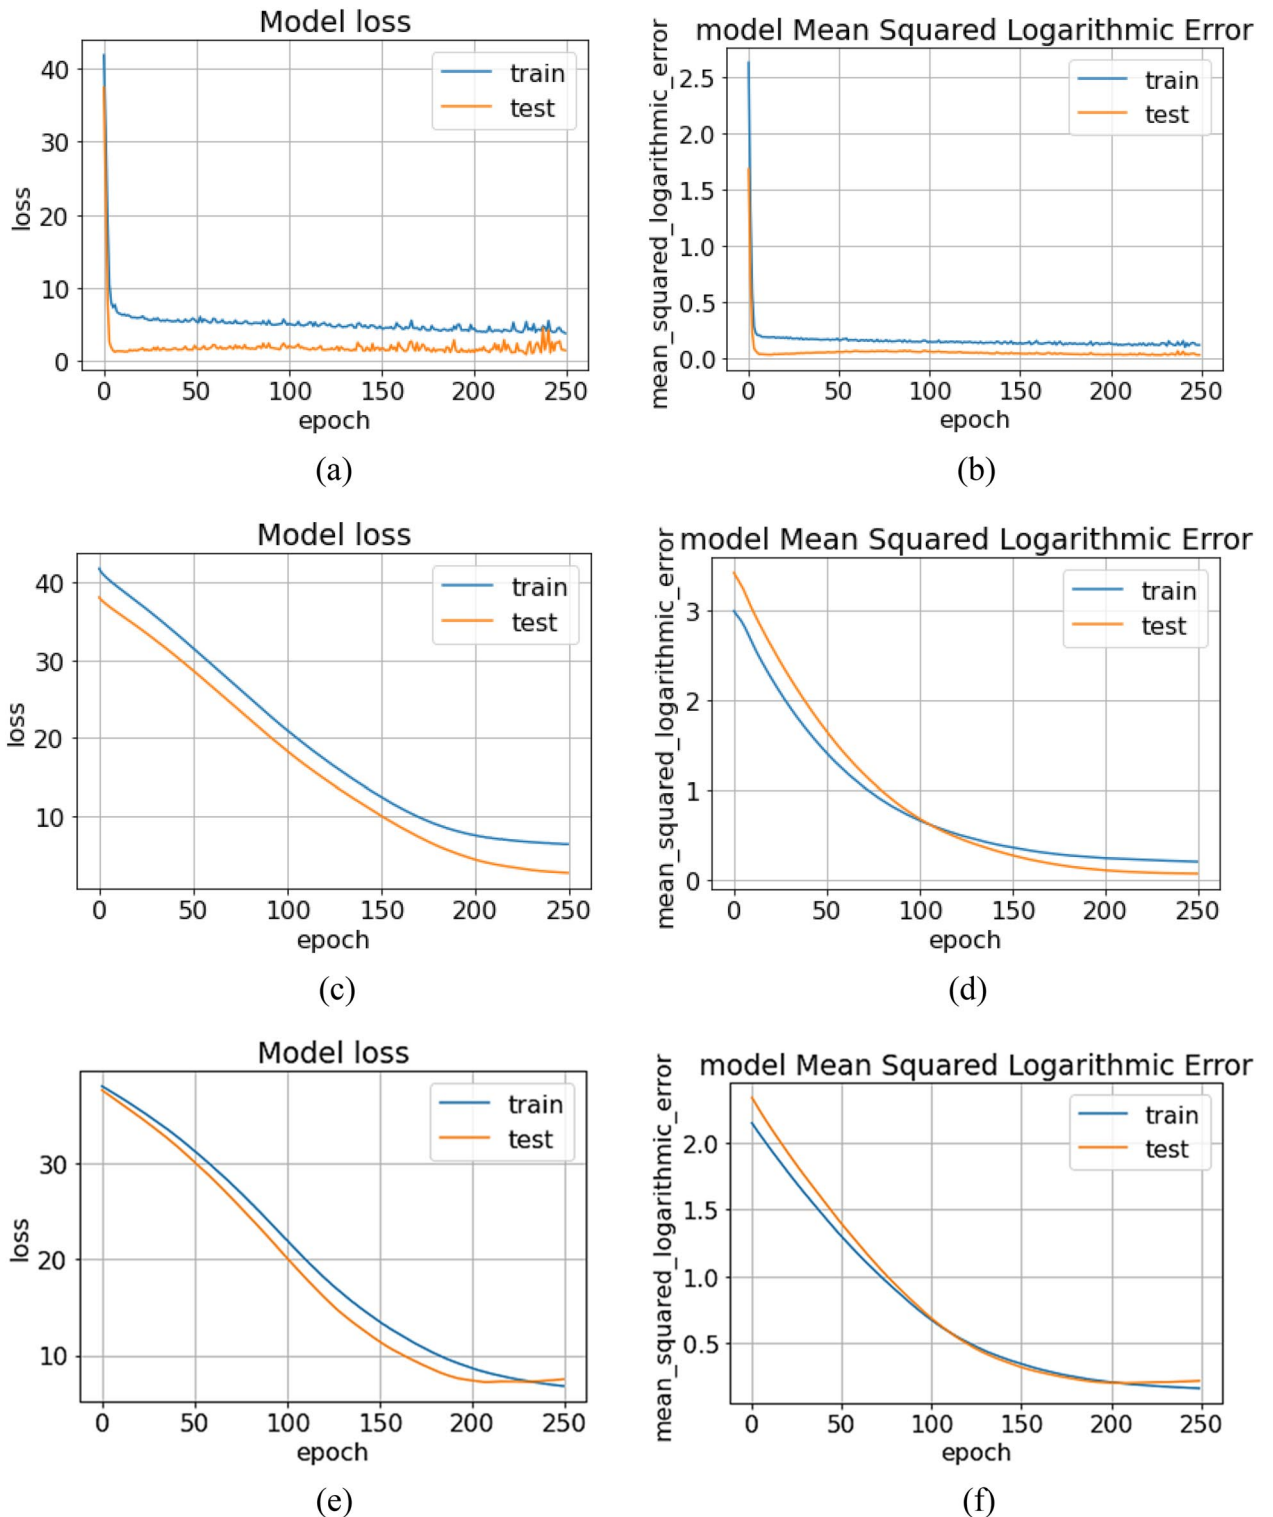 Model loss
train
test
loss
40
30
20
10
0
0 50 100 150 200 250
epoch
(a)
model Mean Squared Logarithmic Error
train
test
mean_squared_logarithmic_error
2.5
2.0
1.5
1.0
0.5
0.0
0 50 100 150 200 250
epoch
(b)
Model loss
train
test
loss
40
30
20
10
0 50 100 150 200 250
epoch
(c)
model Mean Squared Logarithmic Error
train
test
mean_squared_logarithmic_error
3
2
1
0
0 50 100 150 200 250
epoch
(d)
Model loss
train
test
loss
30
20
10
0 50 100 150 200 250
epoch
(e)
model Mean Squared Logarithmic Error
train
test
mean_squared_logarithmic_error
2.0
1.5
1.0
0.5
0 50 100 150 200 250
epoch
(f)